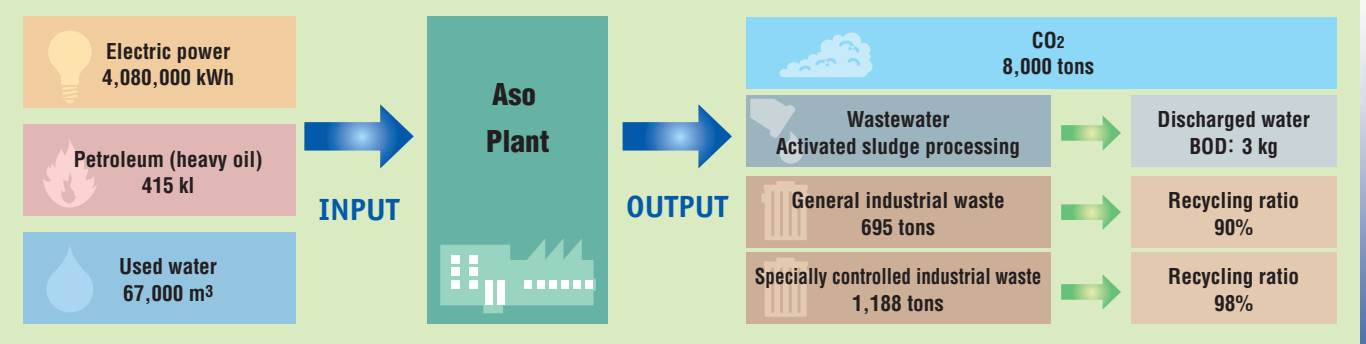 Electric power
4,080,000 kWh
Petroleum (heavy oil)
415 kl
Used water
67,000 m3
INPUT
Aso
Plant
OUTPUT
CO2
8,000 tons
Wastewater
Activated sludge processing
Discharged water
BOD: 3 kg
General industrial waste
695 tons
Recycling ratio
90%
Specially controlled industrial waste
1,188 tons
Recycling ratio
98%